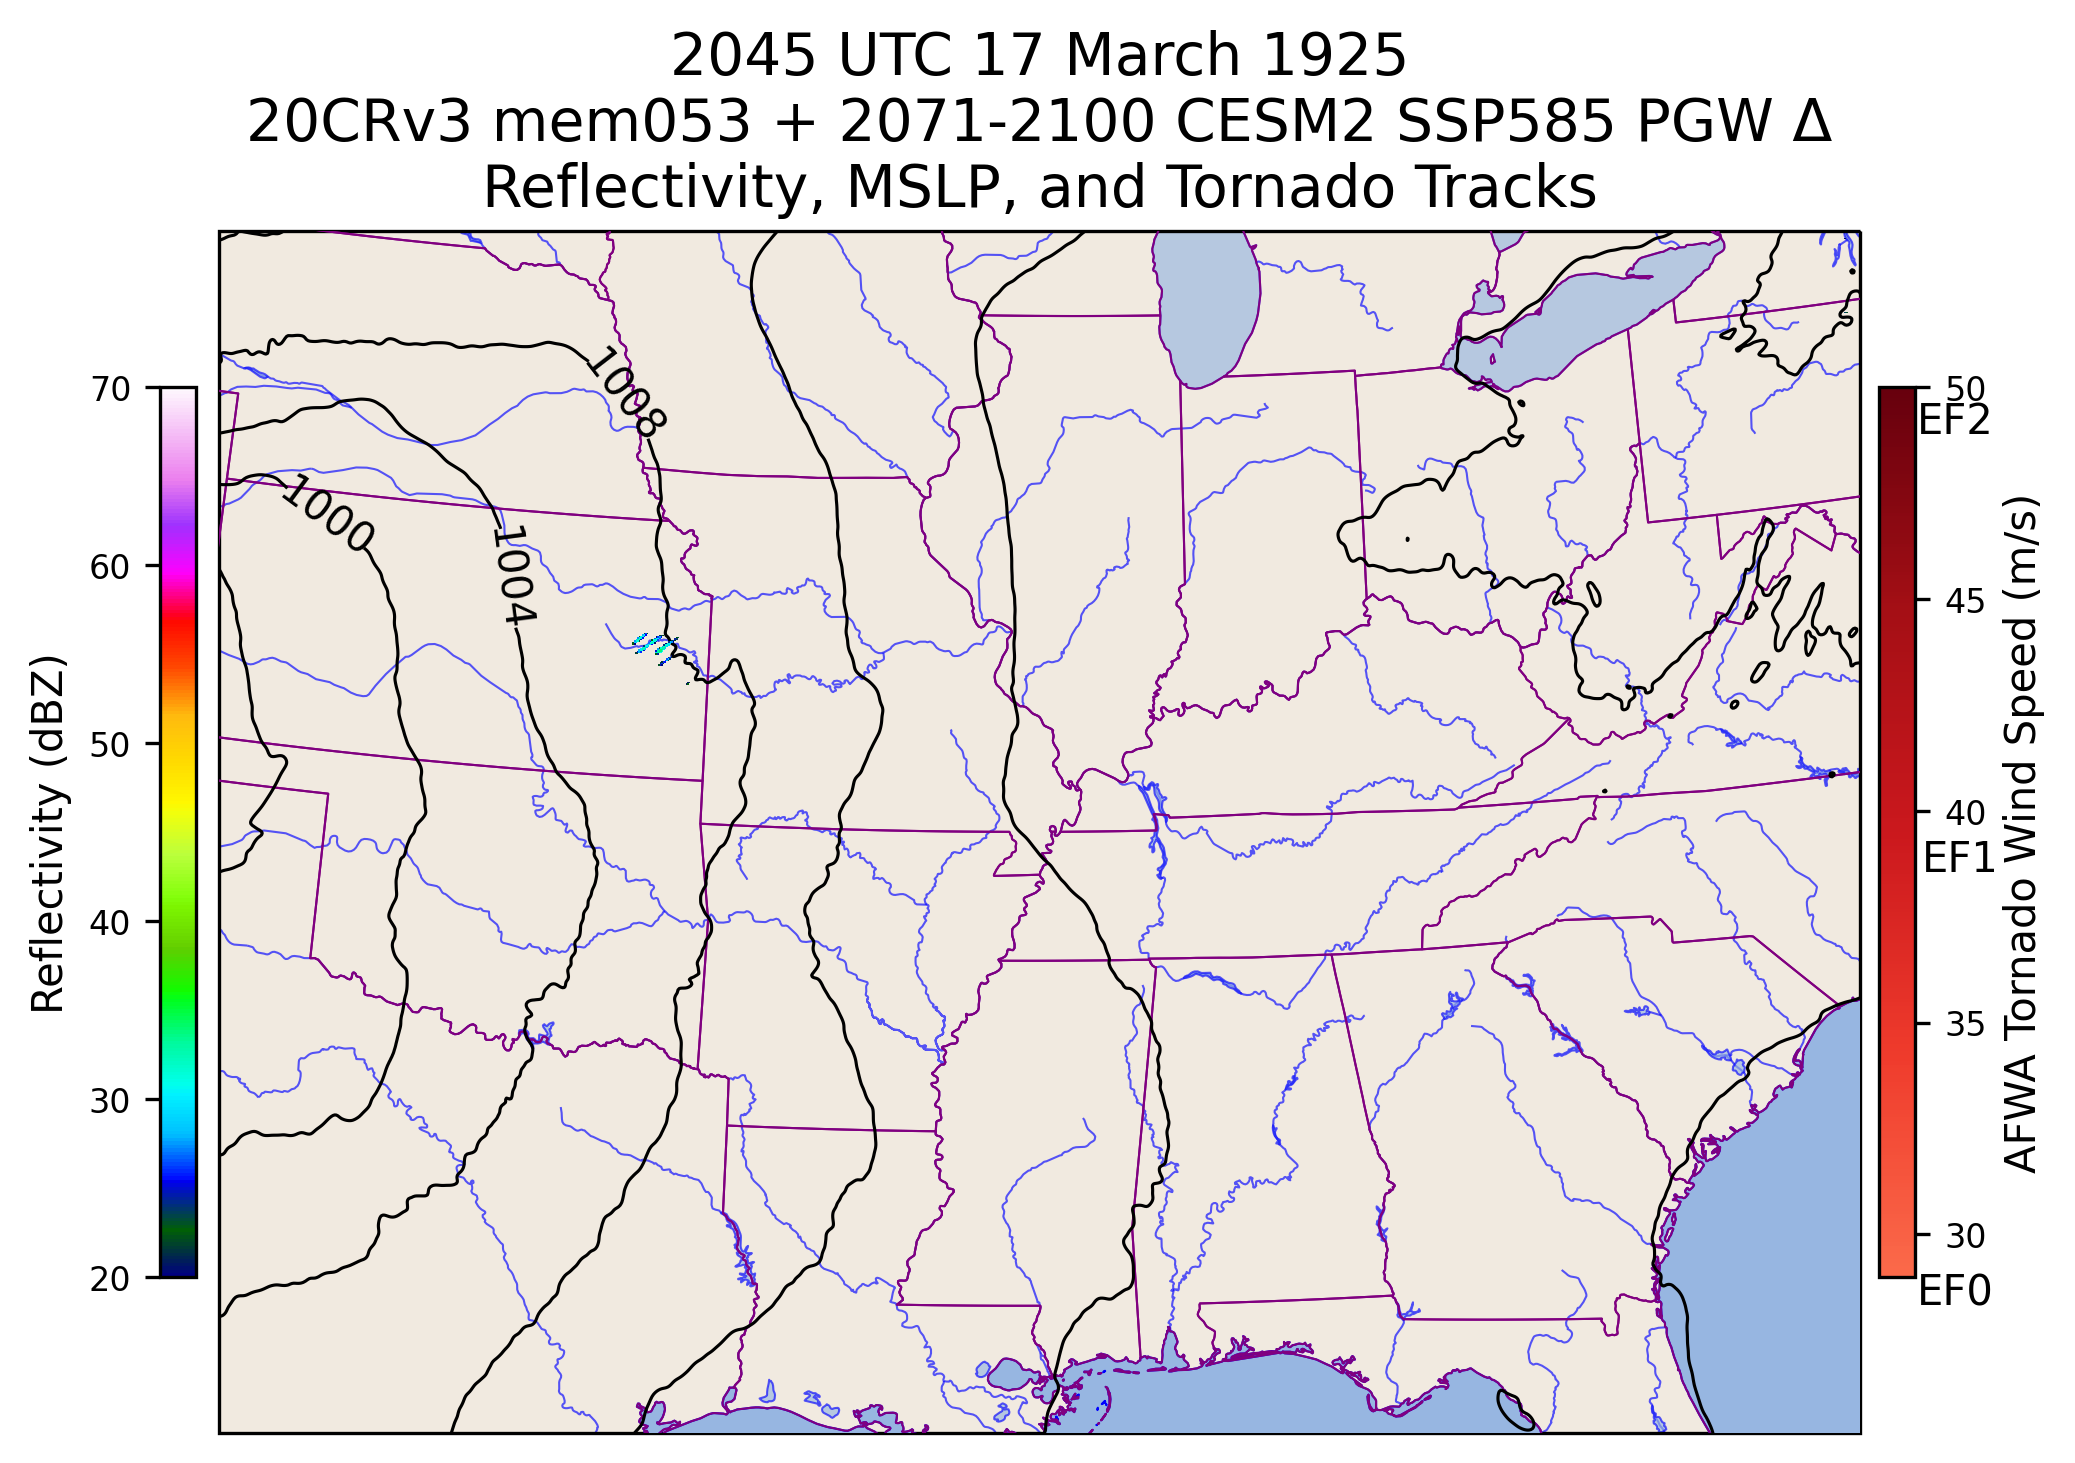 2045 UTC 17 March 1925
20CRv3 mem053 + 2071-2100 CESM2 SSP585 PGW Δ
Reflectivity, MSLP, and Tornado Tracks
1008
1000
1004
70
60
50
40
30
20
Reflectivity (dBZ)
50
EF2
45
40
EF1
35
30
EF0
AFWA Tornado Wind Speed (m/s)